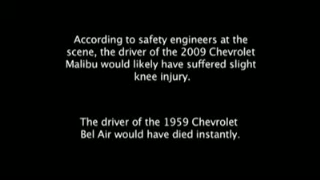 According to safety engineers at the
scene, the driver of the 2009 Chevrolet
Malibu would likely have suffered slight
knee injury.
The driver of the 1959 Chevrolet
Bel Air would have died instantly.